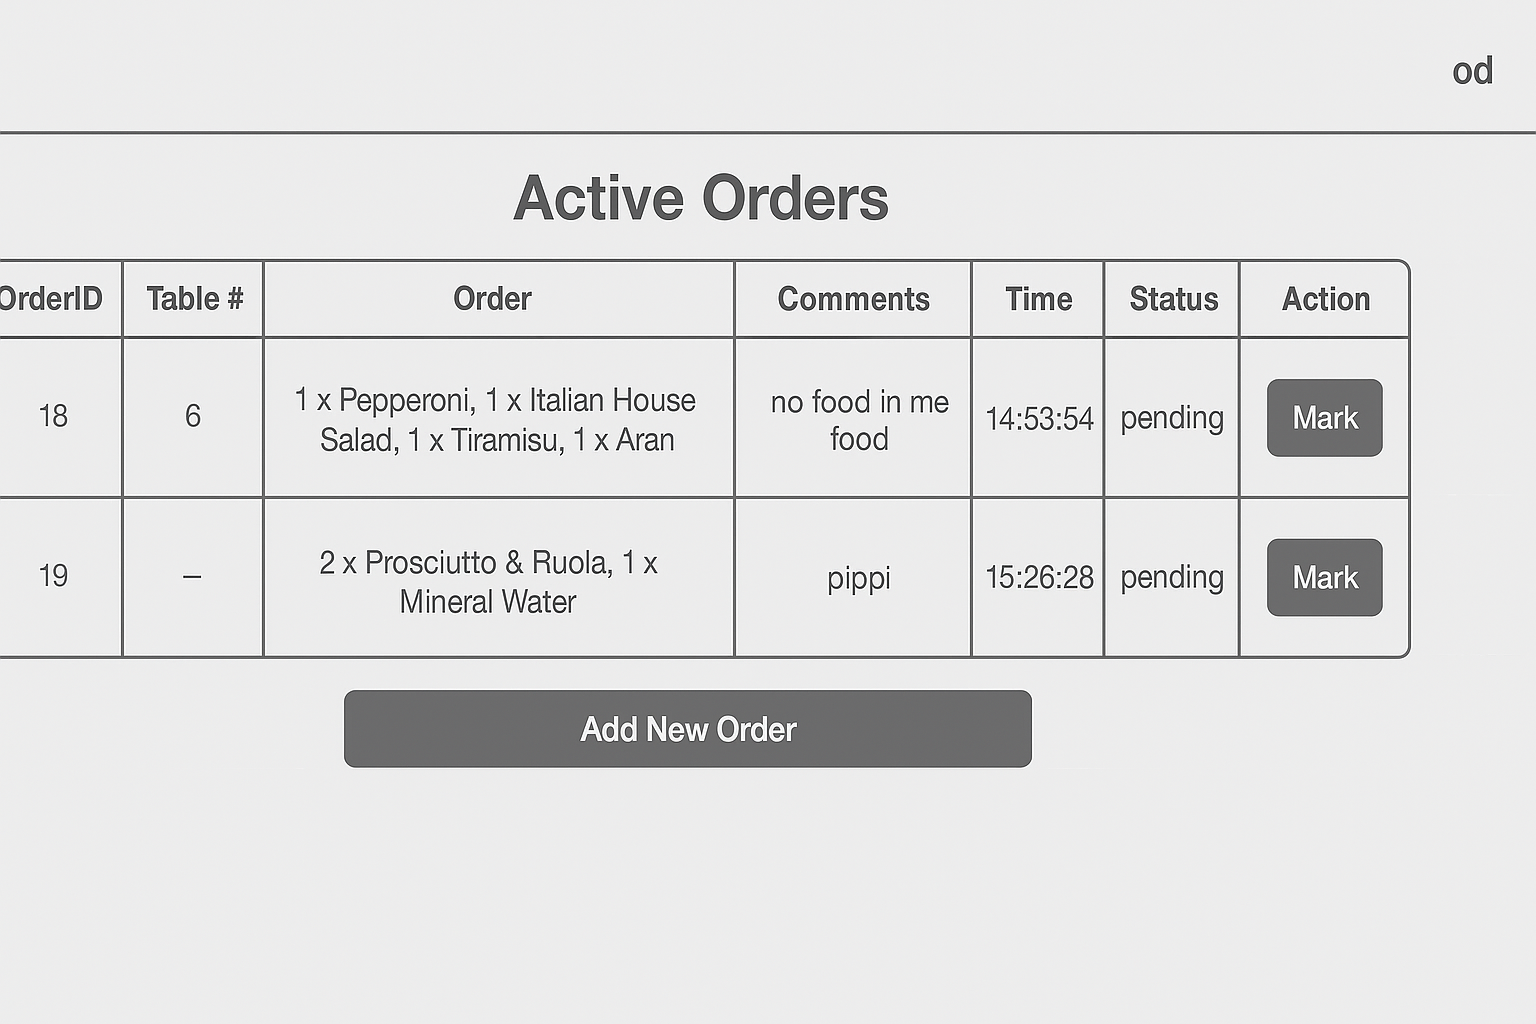 od
Active Orders
OrderID Table # Order Comments Time Status Action
18 6 1 x Pepperoni, 1 x Italian House Salad, 1 x Tiramisu, 1 x Aran no food in me food 14:53:54 pending Mark
19 – 2 x Prosciutto & Ruola, 1 x Mineral Water pippi 15:26:28 pending Mark
Add New Order